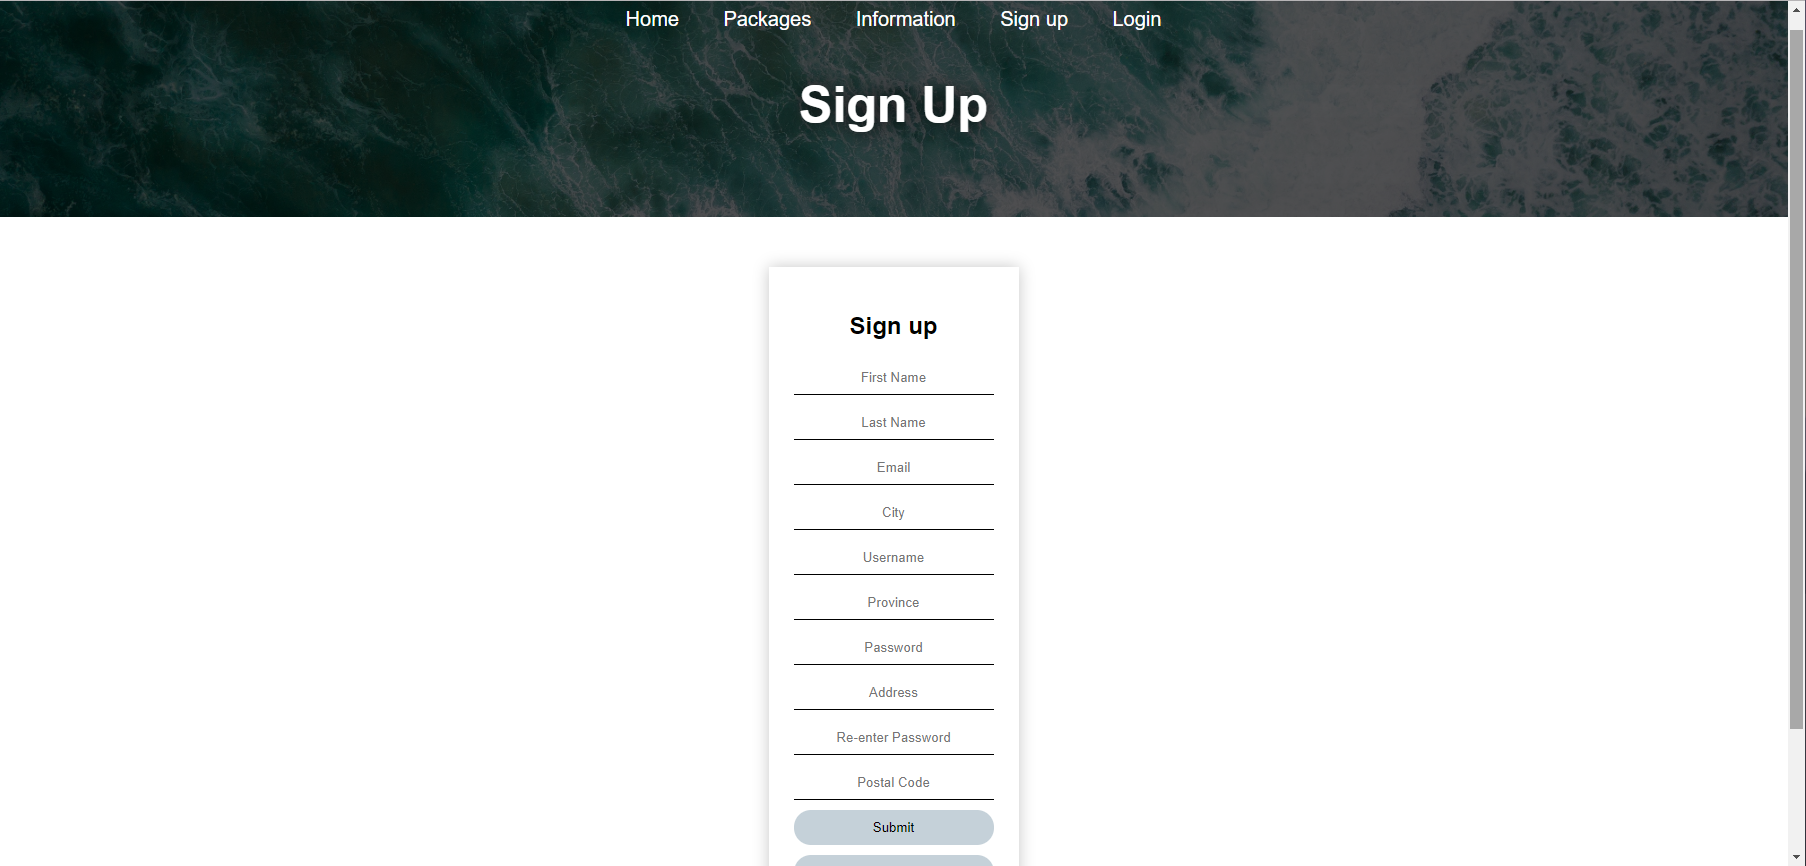 Home Packages Information Sign up Login
Sign Up
Sign up
First Name
Last Name
Email
City
Username
Province
Password
Address
Re-enter Password
Postal Code
Submit